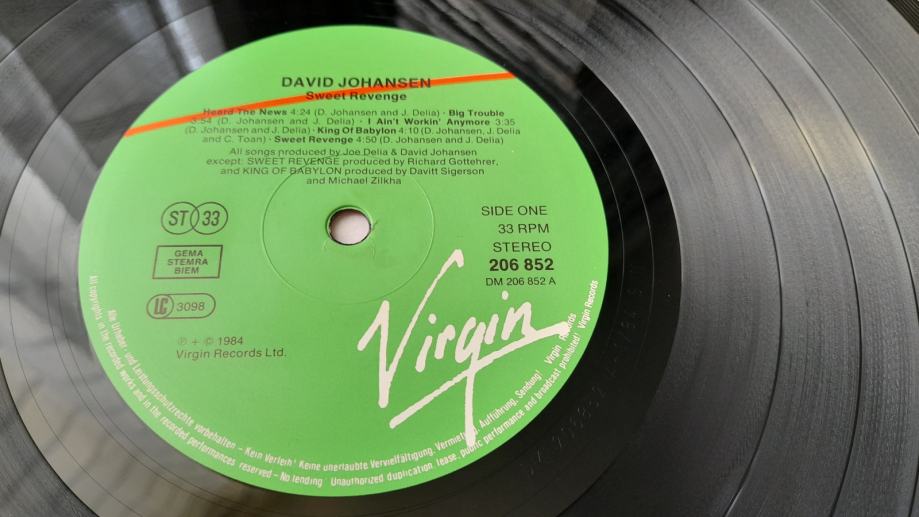 DAVID JOHANSEN
Sweet Revenge
Heard The News 4:24 (D. Johansen and J. Delia) · Big Trouble
3:54 (D. Johansen and J. Delia) · I Ain't Workin' Anymore 3:35
(D. Johansen and J. Delia) · King Of Babylon 4:10 (D. Johansen, J. Delia
and C. Toan) · Sweet Revenge 4:50 (D. Johansen and J. Delia)
All songs produced by Joe Delia & David Johansen
except: SWEET REVENGE produced by Richard Gottehrer,
and KING OF BABYLON produced by Davitt Sigerson
and Michael Zilkha
ST 33
GEMA
STEMRA
BIEM
LC 3098
SIDE ONE
33 RPM
STEREO
206 852
DM 206 852 A
℗ + © 1984
Virgin Records Ltd.
Virgin
Alle Urheber- und Leistungsschutzrechte vorbehalten – Kein Verleih! Keine unerlaubte Vervielfältigung, Vermietung, Aufführung, Sendung! Virgin Records
All copyrights in the recorded works and in the recorded performances reserved – No lending! Unauthorized duplication, lease, public performance and broadcast prohibited! Virgin Records